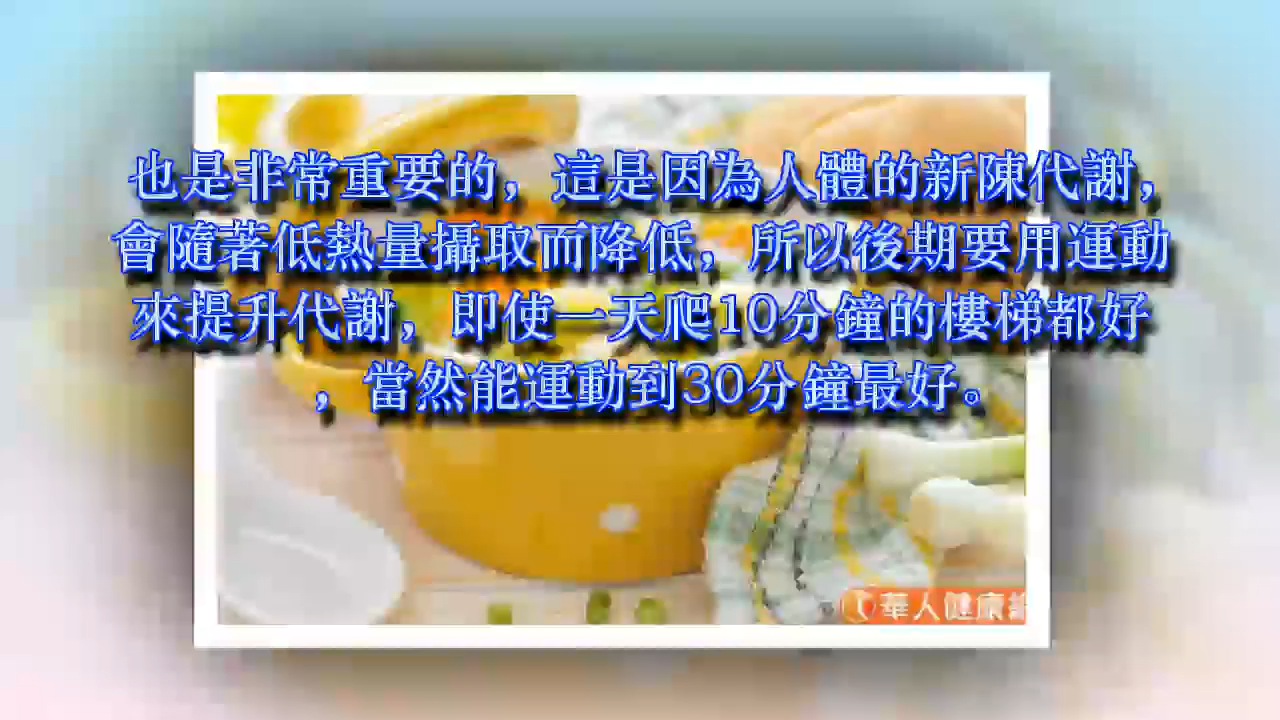 也是非常重要的，這是因為人體的新陳代謝，
會隨著低熱量攝取而降低，所以後期要用運動
來提升代謝，即使一天爬10分鐘的樓梯都好
，當然能運動到30分鐘最好。
華人健康網